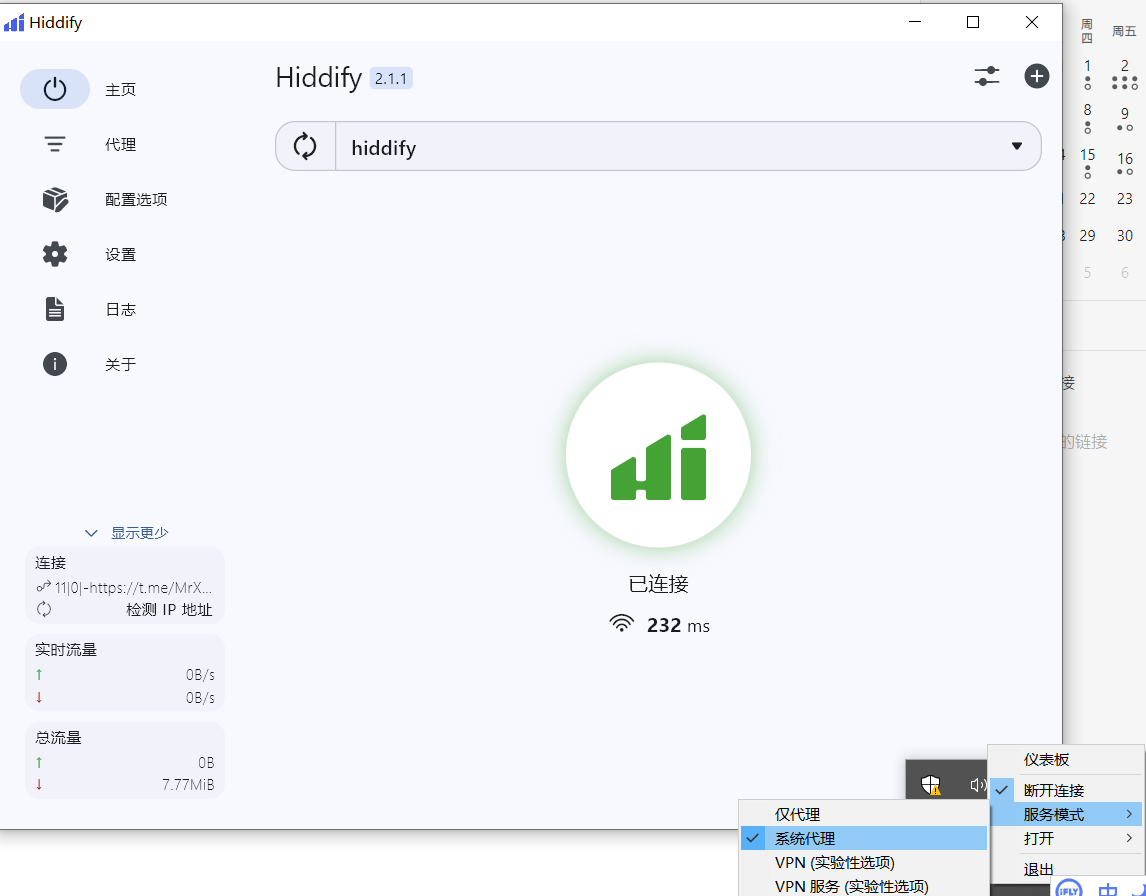 Hiddify
主页
代理
配置选项
设置
日志
关于
Hiddify 2.1.1
hiddify
已连接
232 ms
显示更少
连接
11|0|-https://t.me/MrX...
检测 IP 地址
实时流量
↑ 0B/s
↓ 0B/s
总流量
↑ 0B
↓ 7.77MiB
周四 周五
1 2
8 9
15 16
22 23
29 30
5 6
接
的链接
仪表板
断开连接
服务模式
打开
退出
仅代理
系统代理
VPN (实验性选项)
VPN 服务 (实验性选项)
iFLY 中